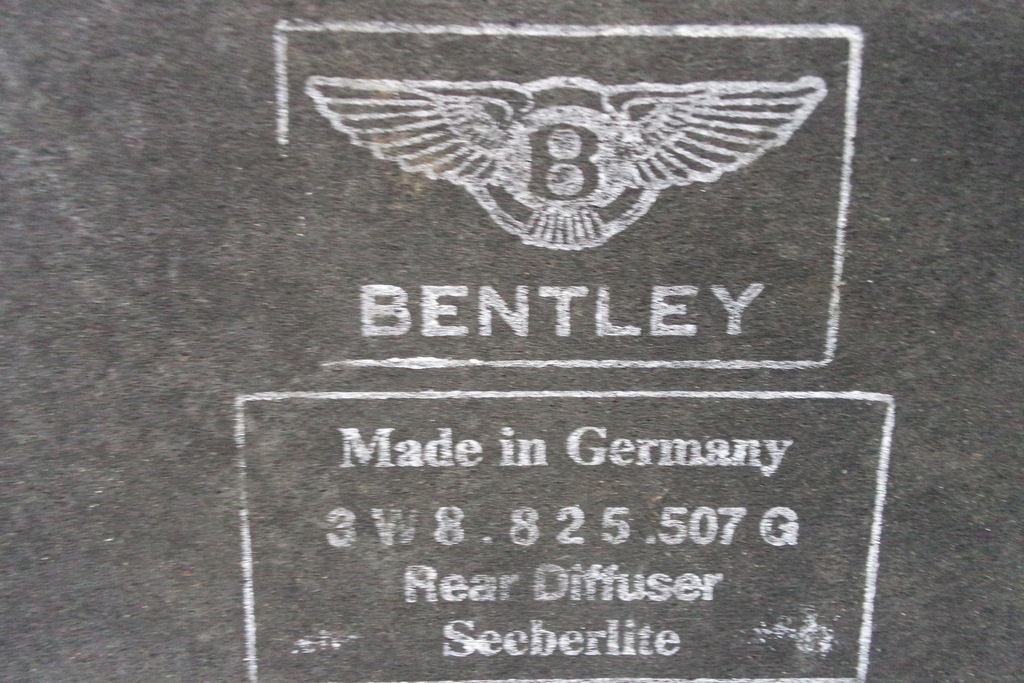 B
BENTLEY
Made in Germany
3W8.825.507 G
Rear Diffuser
Seeberlite